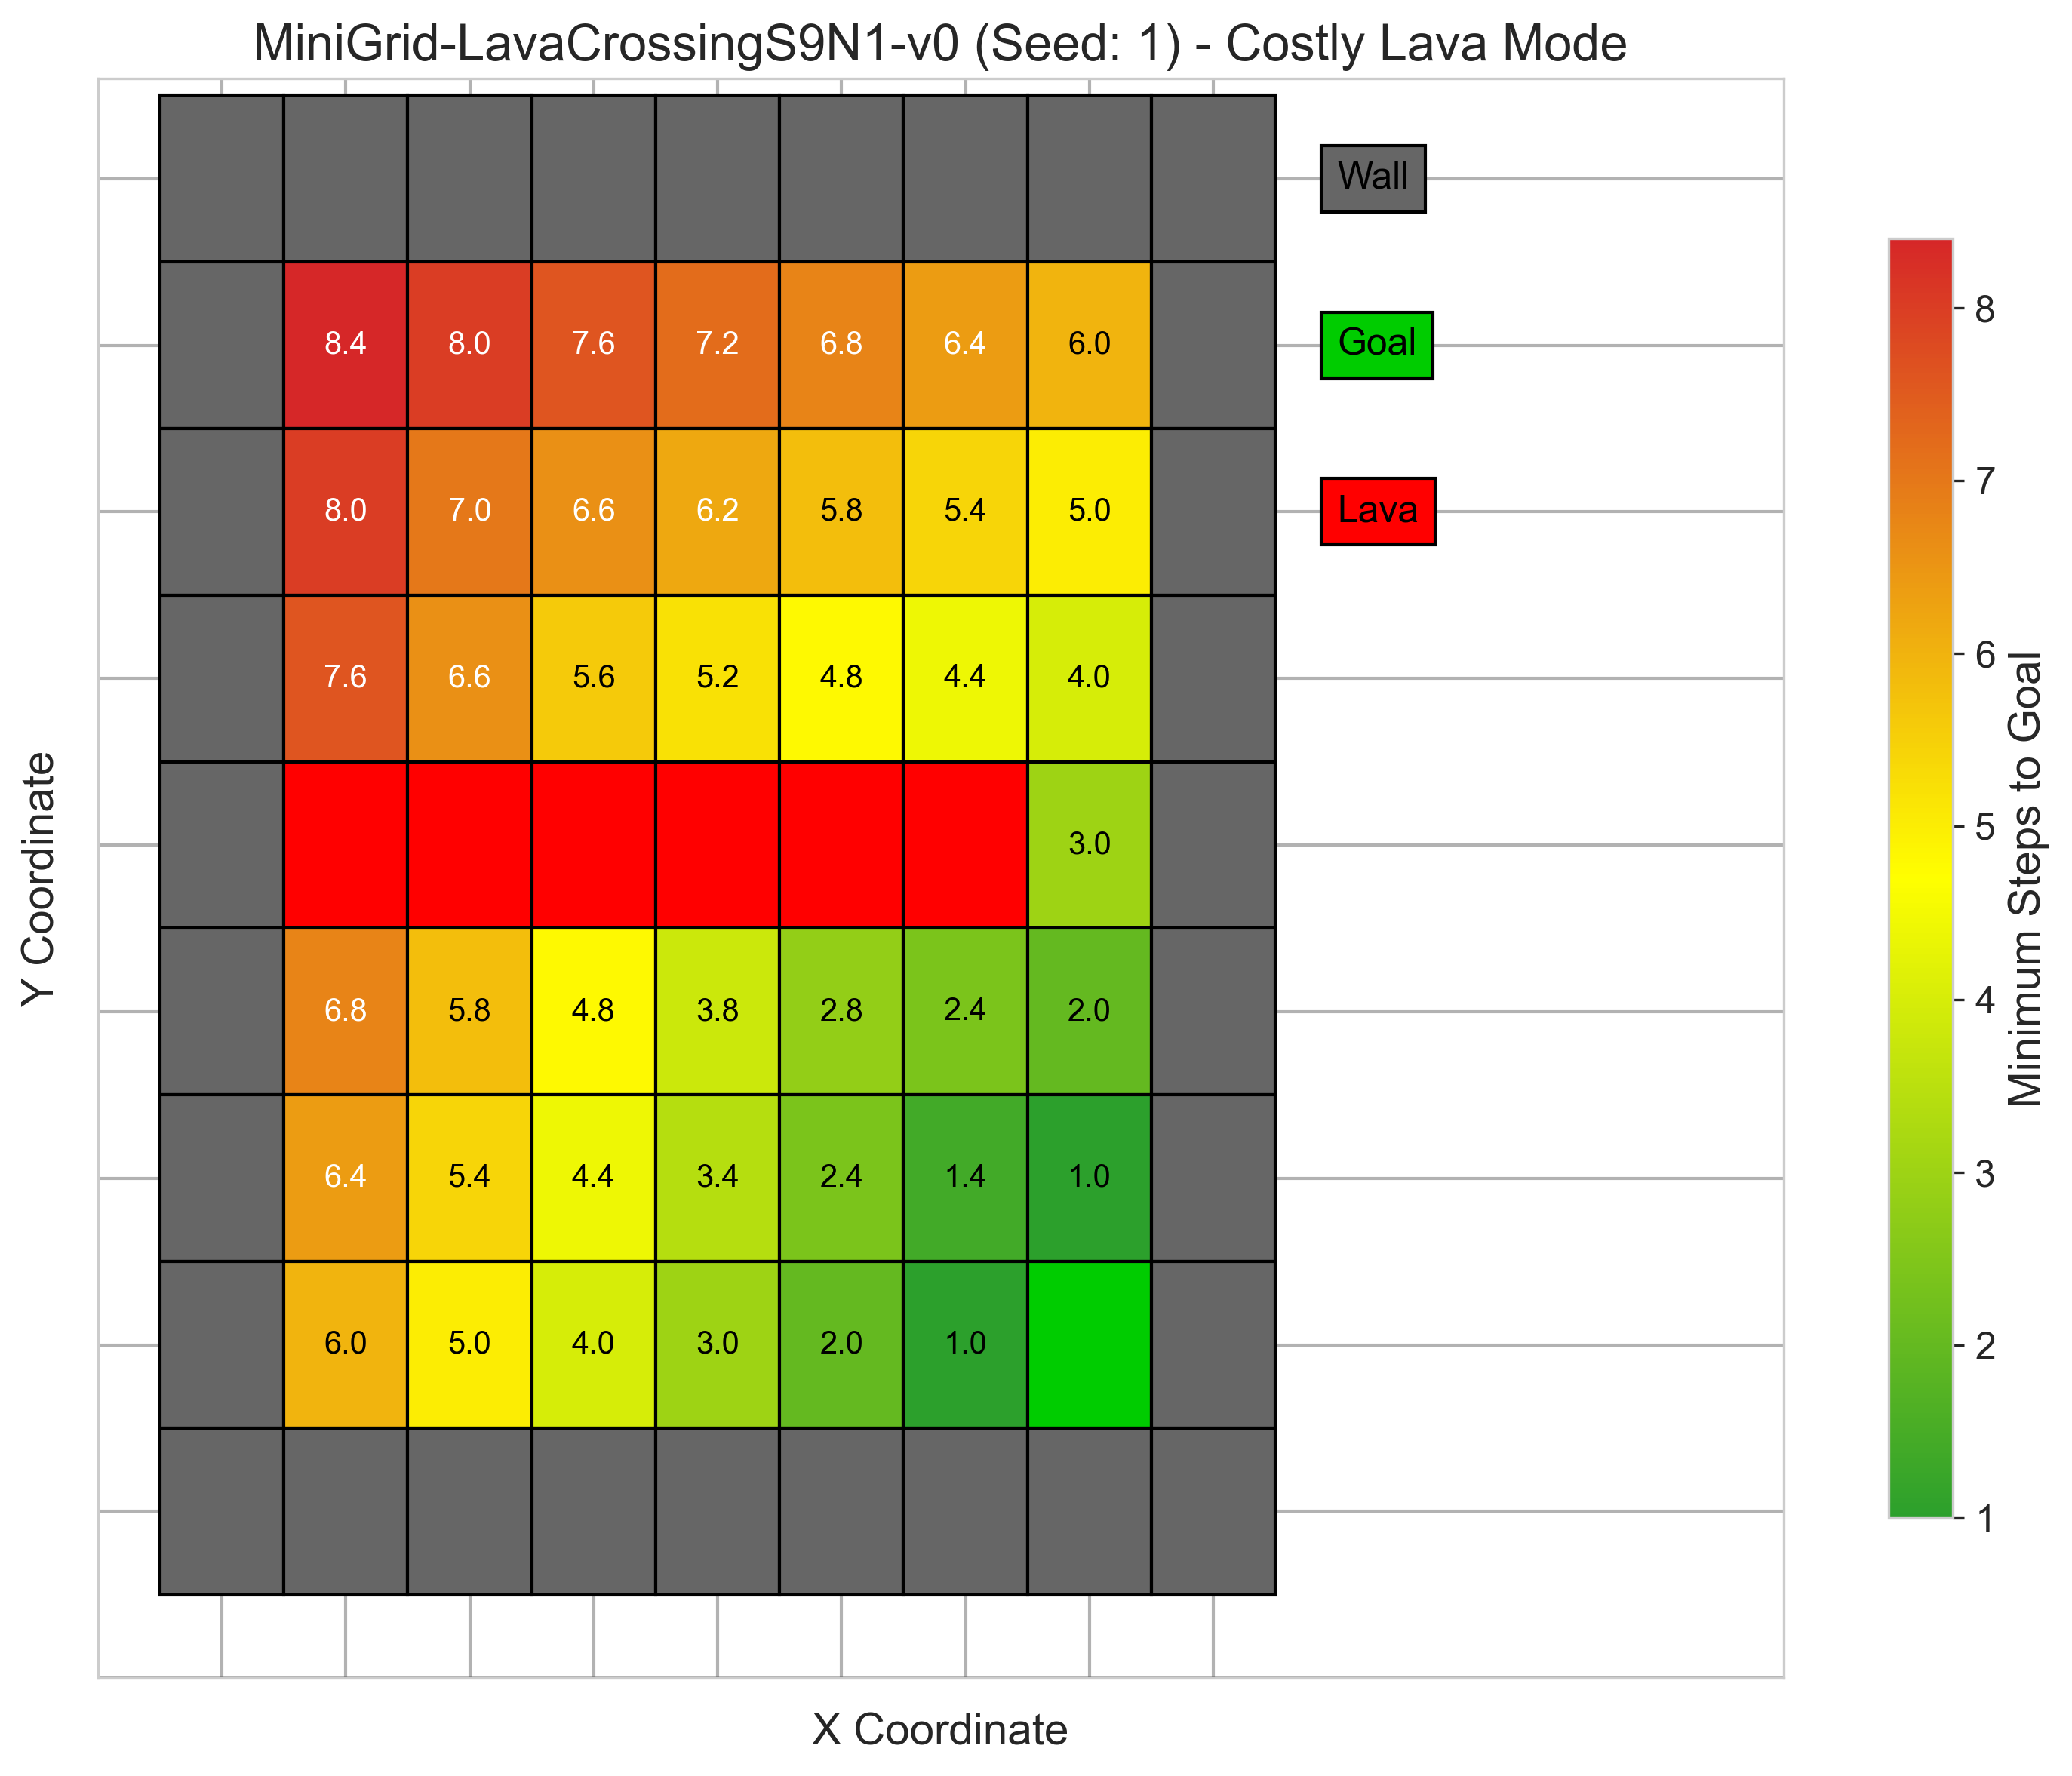 MiniGrid-LavaCrossingS9N1-v0 (Seed: 1) - Costly Lava Mode
Wall
8.4 8.0 7.6 7.2 6.8 6.4 6.0
Goal
8.0 7.0 6.6 6.2 5.8 5.4 5.0
Lava
7.6 6.6 5.6 5.2 4.8 4.4 4.0
3.0
6.8 5.8 4.8 3.8 2.8 2.4 2.0
6.4 5.4 4.4 3.4 2.4 1.4 1.0
6.0 5.0 4.0 3.0 2.0 1.0
Y Coordinate
X Coordinate
8
7
6
5
4
3
2
1
Minimum Steps to Goal